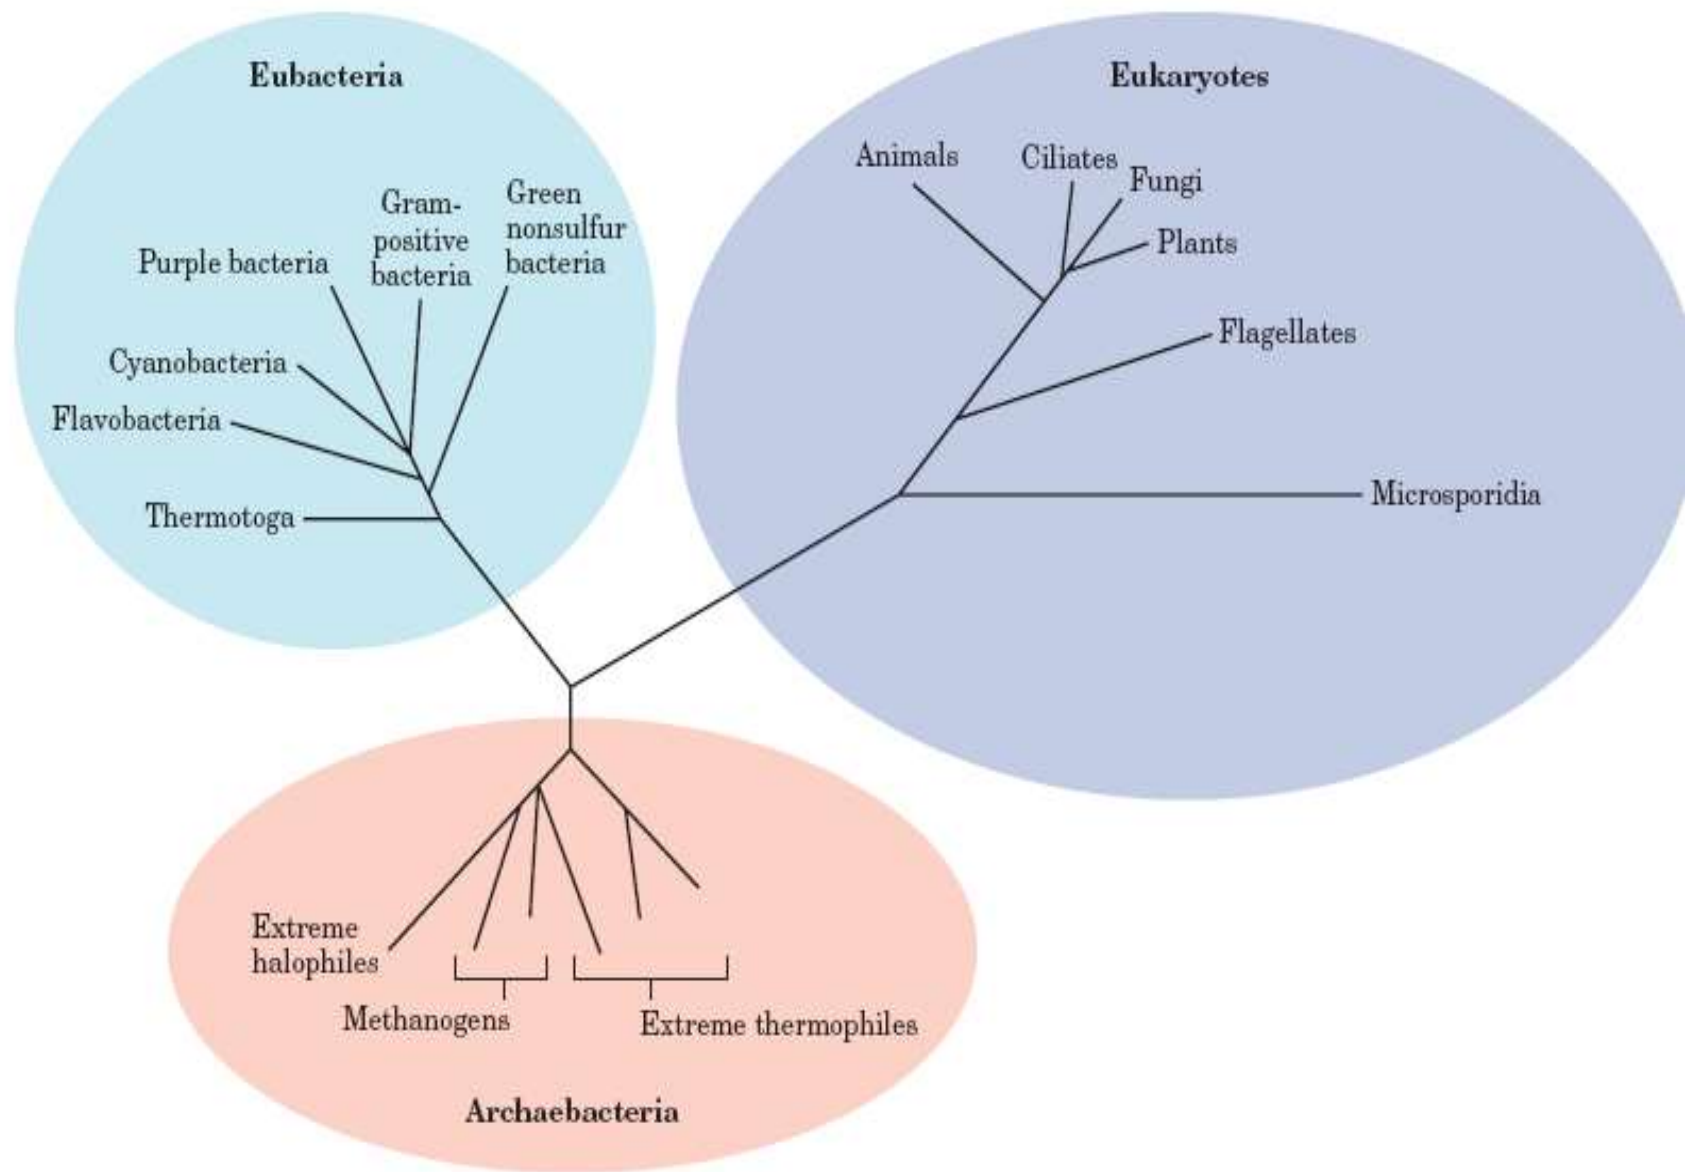 Eubacteria
Green
nonsulfur
bacteria
Gram-
positive
bacteria
Purple bacteria
Cyanobacteria
Flavobacteria
Thermotoga
Eukaryotes
Animals
Ciliates
Fungi
Plants
Flagellates
Microsporidia
Extreme
halophiles
Methanogens
Extreme thermophiles
Archaebacteria